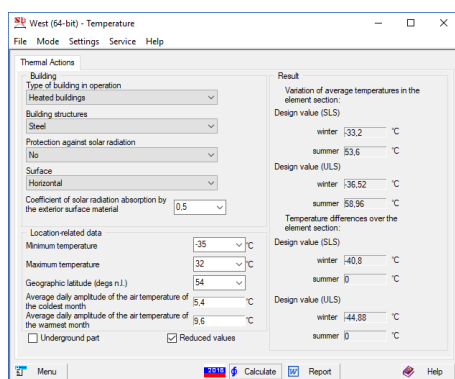 West (64-bit) - Temperature
File Mode Settings Service Help
Thermal Actions
Building
Type of building in operation
Heated buildings
Building structures
Steel
Protection against solar radiation
No
Surface
Horizontal
Coefficient of solar radiation absorption by
the exterior surface material
0,5
Location-related data
Minimum temperature
-35
°C
Maximum temperature
32
°C
Geographic latitude (degs n.l.)
54
Average daily amplitude of the air temperature of
the coldest month
5,4
°C
Average daily amplitude of the air temperature of
the warmest month
9,6
°C
Underground part
Reduced values
Result
Variation of average temperatures in the
element section:
Design value (SLS)
winter -33,2 °C
summer 53,6 °C
Design value (ULS)
winter -36,52 °C
summer 58,96 °C
Temperature differences over the
element section:
Design value (SLS)
winter -40,8 °C
summer 0 °C
Design value (ULS)
winter -44,88 °C
summer 0 °C
Menu
2016
Calculate
Report
Help